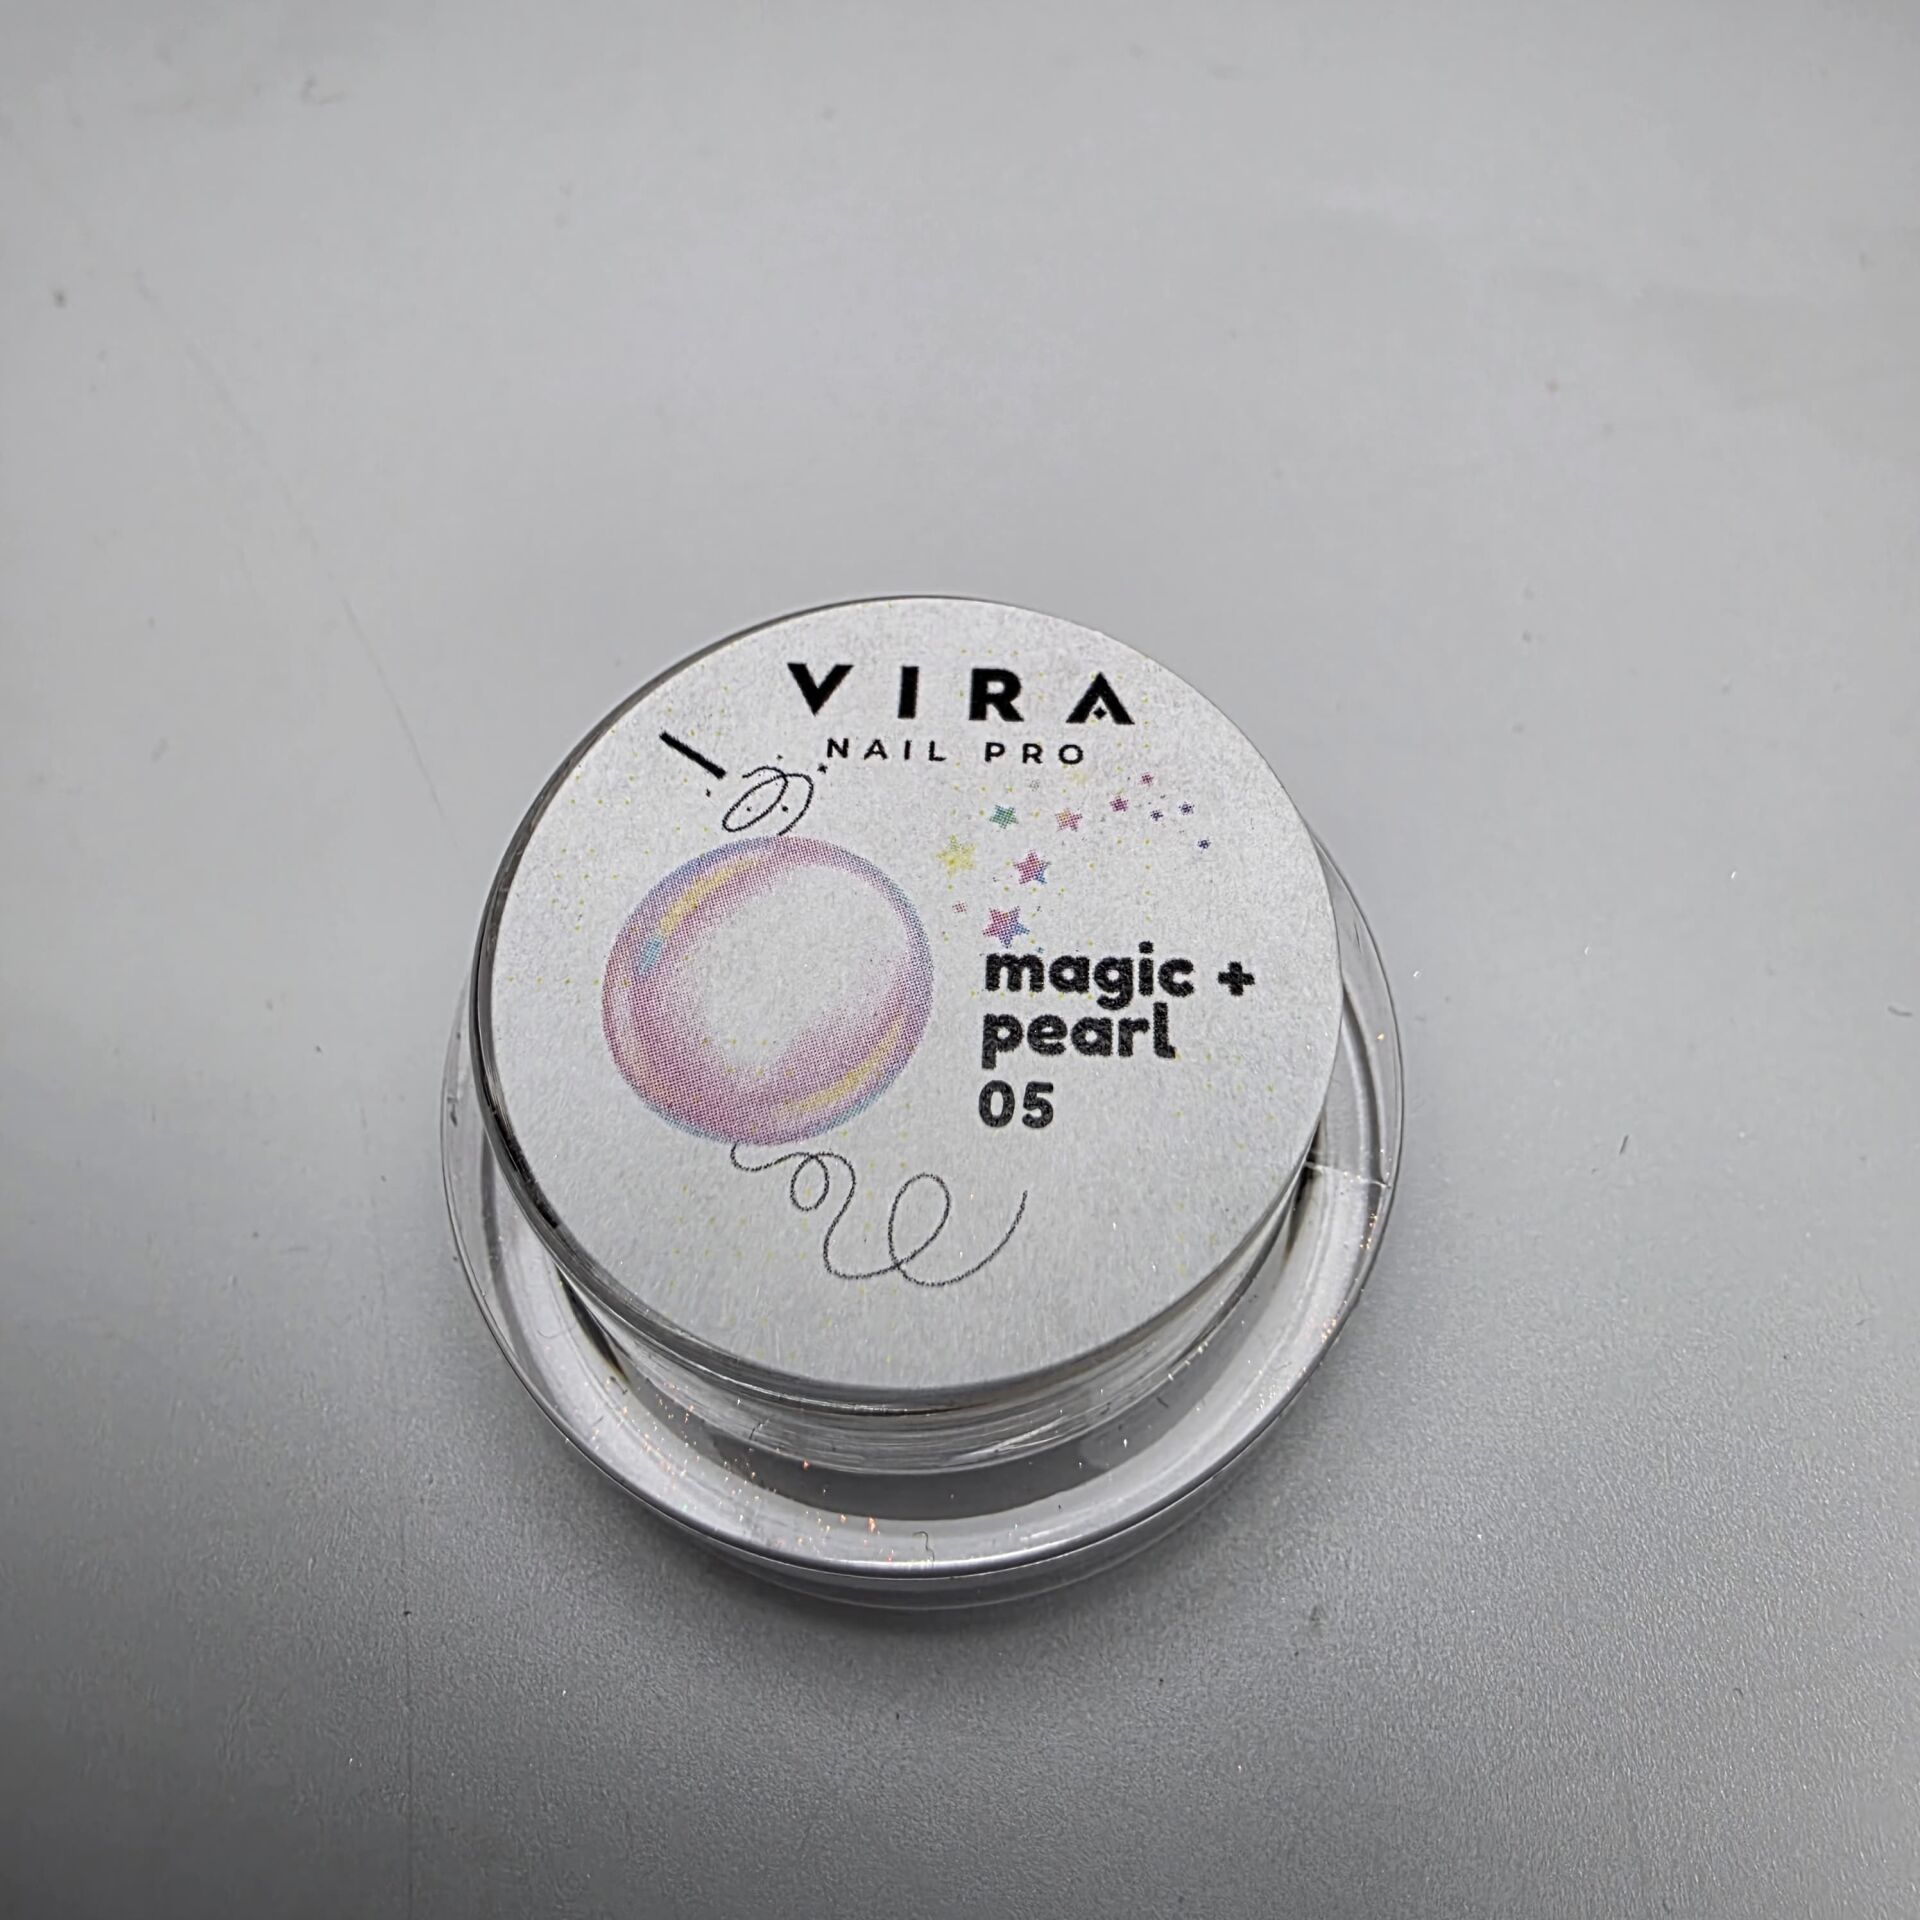 VIRA
NAIL PRO
magic +
pearl
05